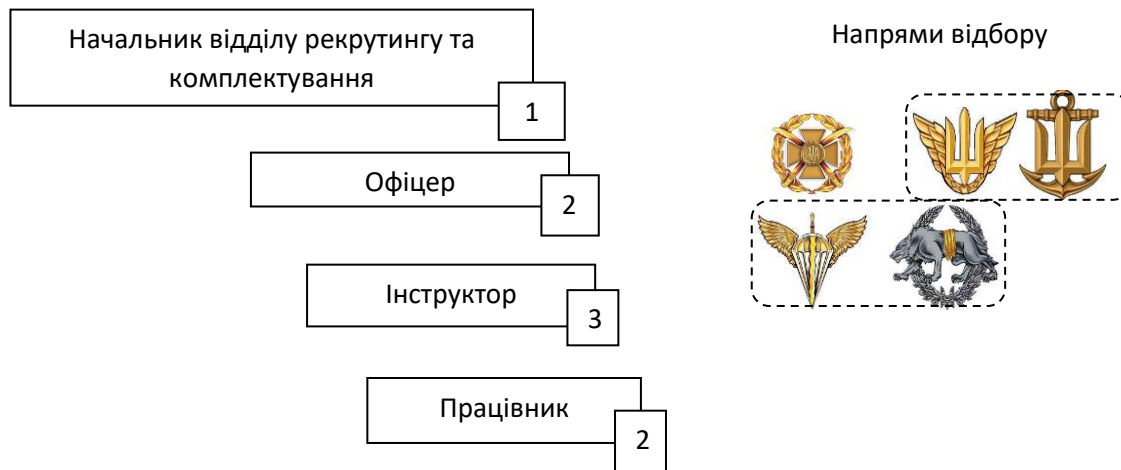 Начальник відділу рекрутингу та
комплектування
1
Напрями відбору
Офіцер
2
Інструктор
3
Працівник
2